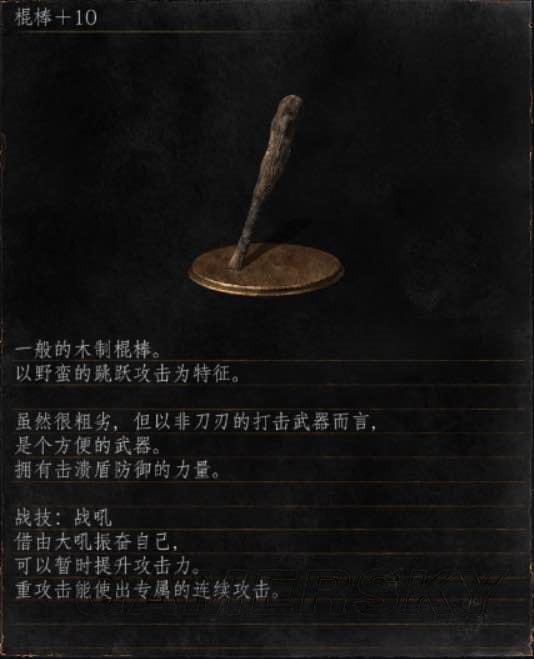 棍棒＋10
一般的木制棍棒。
以野蛮的跳跃攻击为特征。
虽然很粗劣，但以非刀刃的打击武器而言，
是个方便的武器。
拥有击溃盾防御的力量。
战技：战吼
借由大吼振奋自己，
可以暂时提升攻击力。
重攻击能使出专属的连续攻击。
GAMERSKY